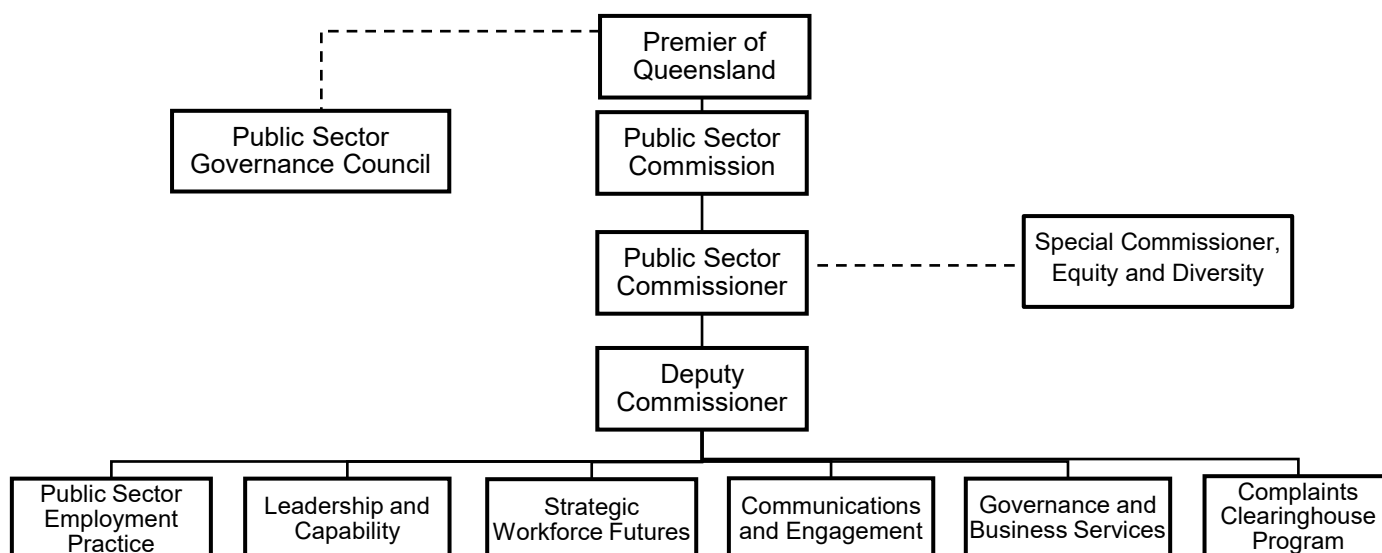 Premier of
Queensland
Public Sector
Governance Council
Public Sector
Commission
Public Sector
Commissioner
Special Commissioner,
Equity and Diversity
Deputy
Commissioner
Public Sector
Employment
Practice
Leadership and
Capability
Strategic
Workforce Futures
Communications
and Engagement
Governance and
Business Services
Complaints
Clearinghouse
Program